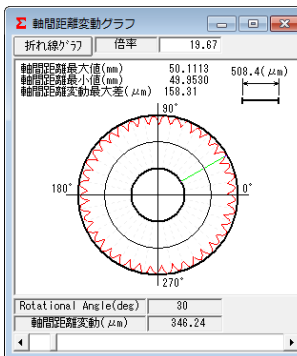 Σ 軸間距離変動グラフ
折れ線グラフ 倍率 19.67
軸間距離最大値(mm) 50.1113
軸間距離最小値(mm) 49.9530
軸間距離変動最大差(μm) 158.31
508.4(μm)
90°
180°
0°
270°
Rotational Angle(deg) 30
軸間距離変動(μm) 346.24